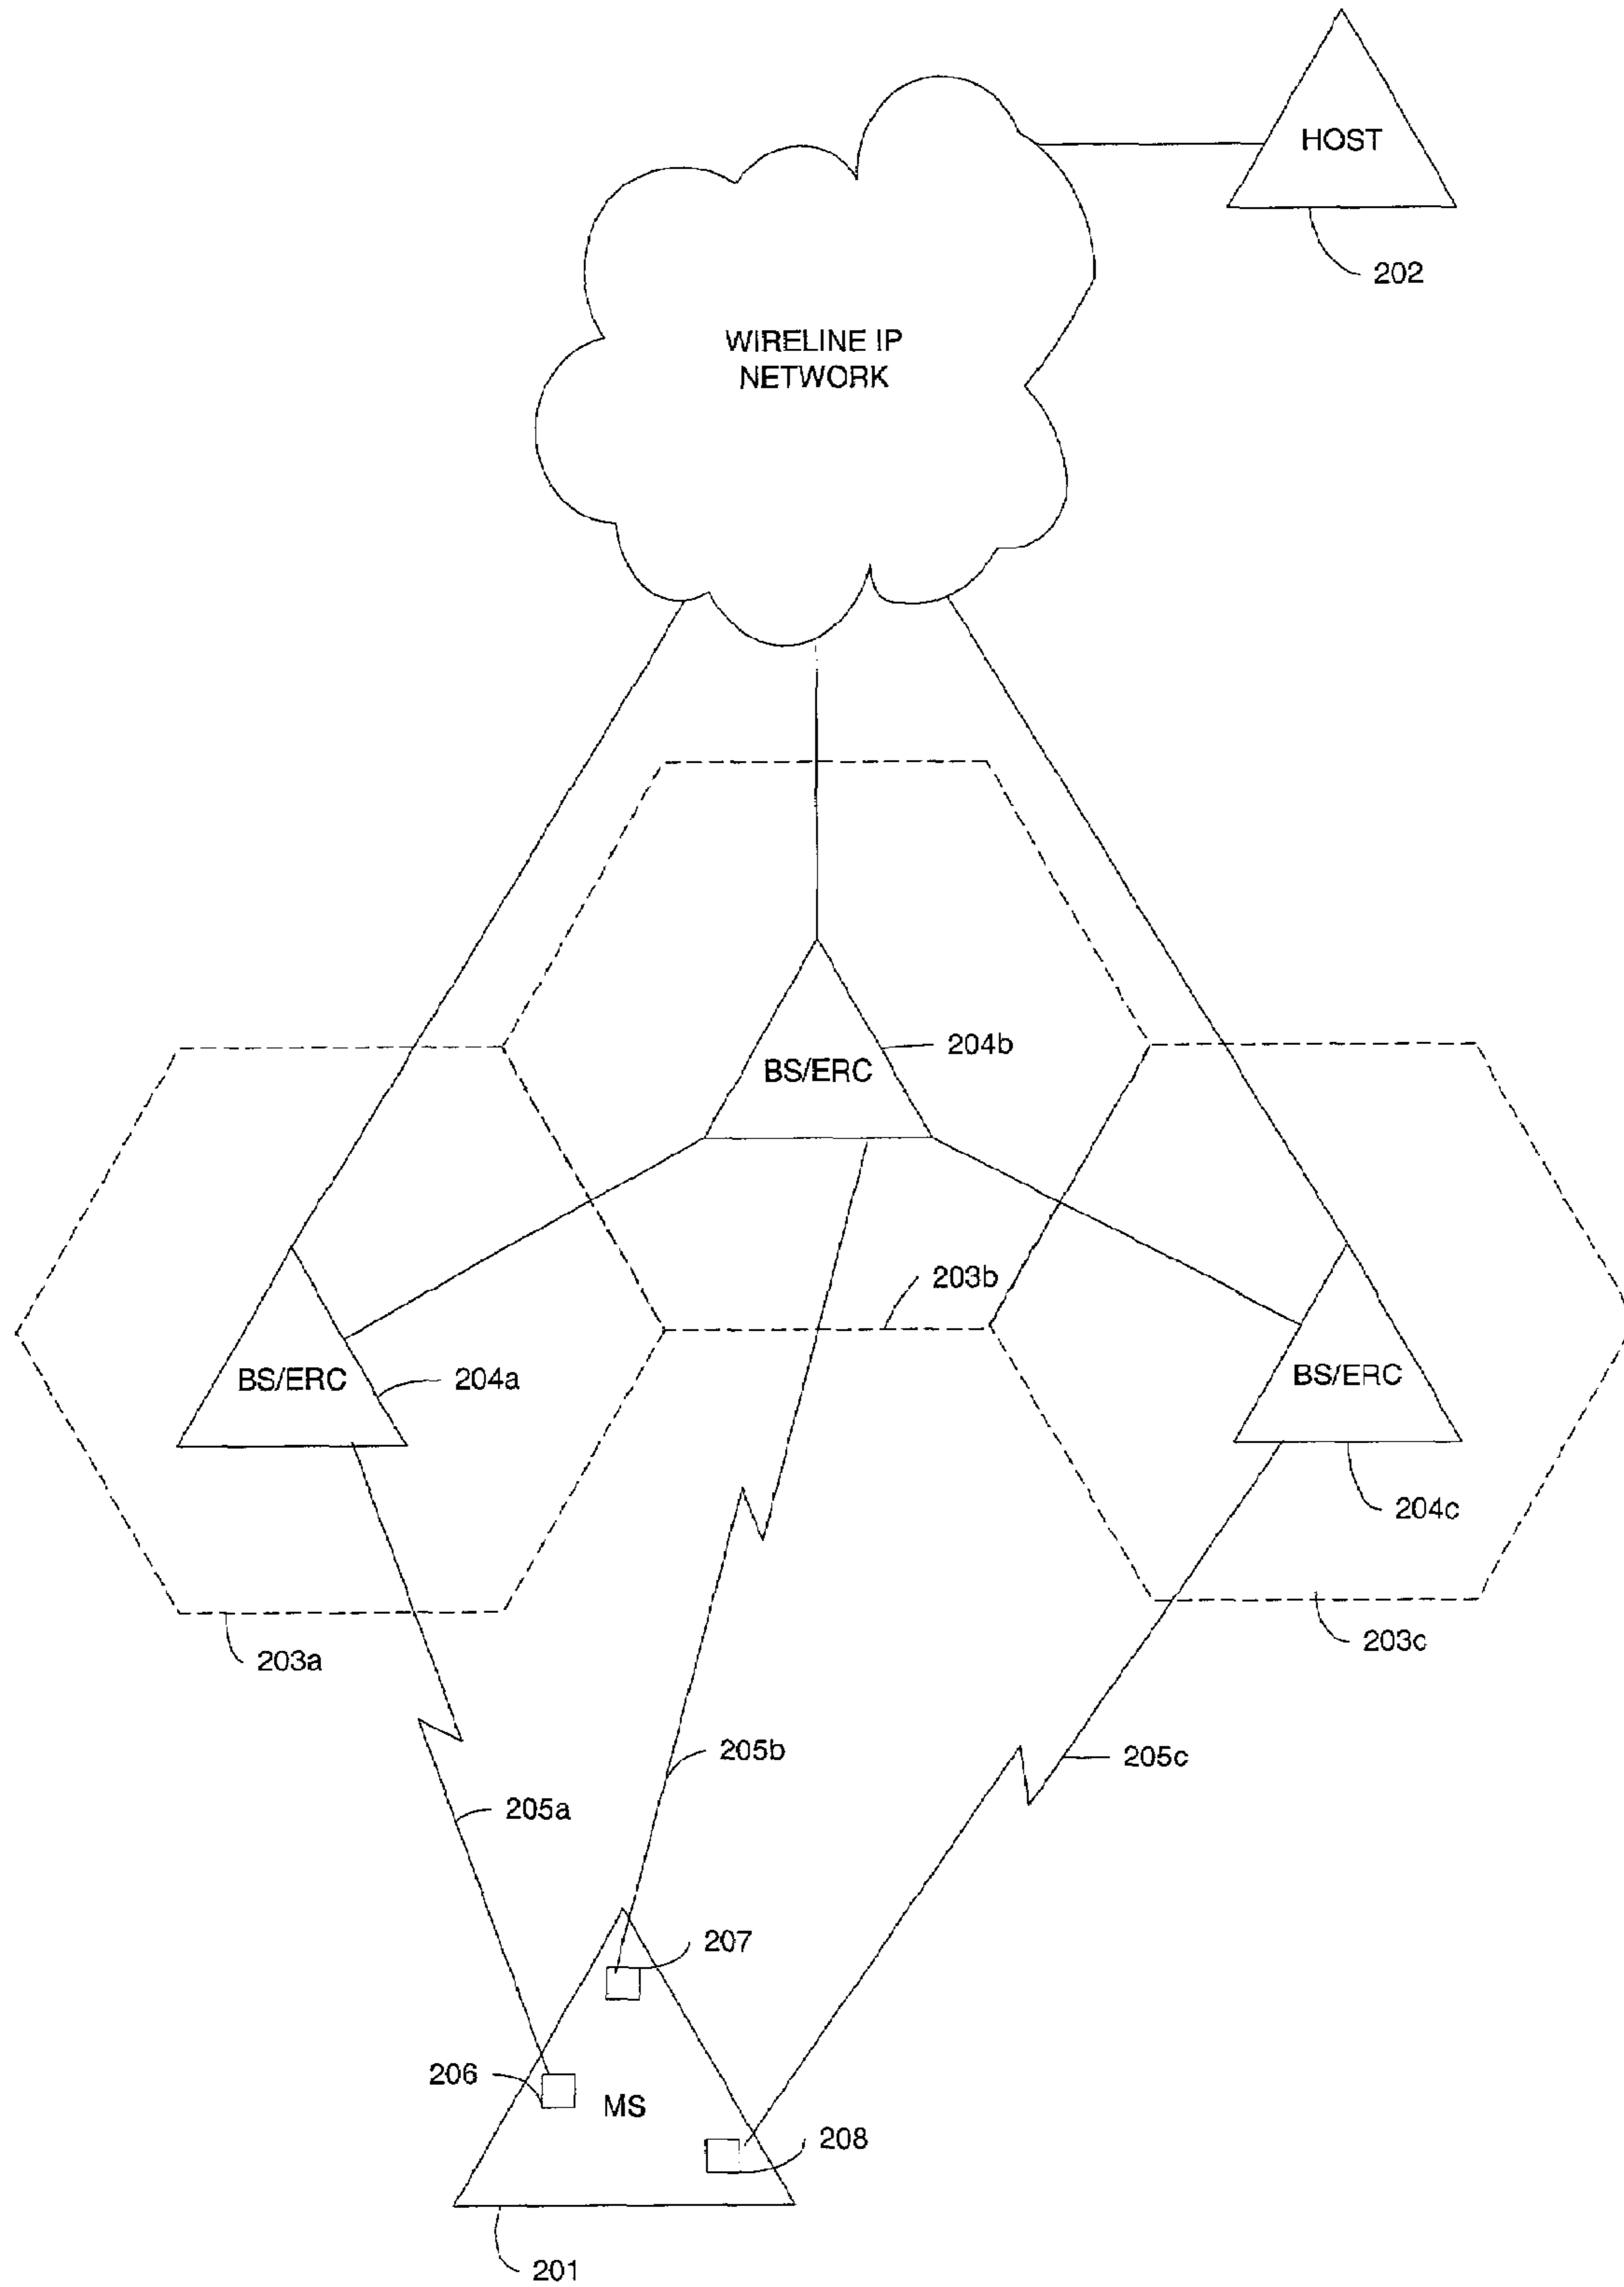 HOST
202
WIRELINE IP
NETWORK
204b
BS/ERC
203b
BS/ERC
204a
BS/ERC
204c
203a
203c
205b
205c
205a
207
206
MS
208
201